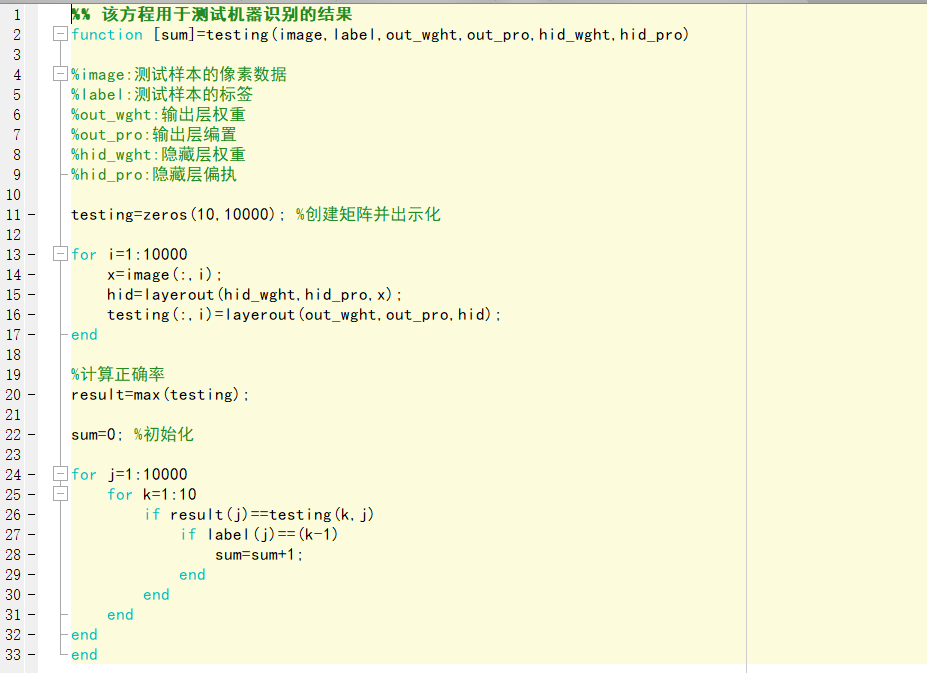 1 %% 该方程用于测试机器识别的结果
2 function [sum]=testing(image,label,out_wght,out_pro,hid_wght,hid_pro)
3
4 %image:测试样本的像素数据
5 %label:测试样本的标签
6 %out_wght:输出层权重
7 %out_pro:输出层编置
8 %hid_wght:隐藏层权重
9 %hid_pro:隐藏层偏执
10
11 testing=zeros(10,10000); %创建矩阵并出示化
12
13 for i=1:10000
14 x=image(:,i);
15 hid=layerout(hid_wght,hid_pro,x);
16 testing(:,i)=layerout(out_wght,out_pro,hid);
17 end
18
19 %计算正确率
20 result=max(testing);
21
22 sum=0; %初始化
23
24 for j=1:10000
25 for k=1:10
26 if result(j)==testing(k,j)
27 if label(j)==(k-1)
28 sum=sum+1;
29 end
30 end
31 end
32 end
33 end